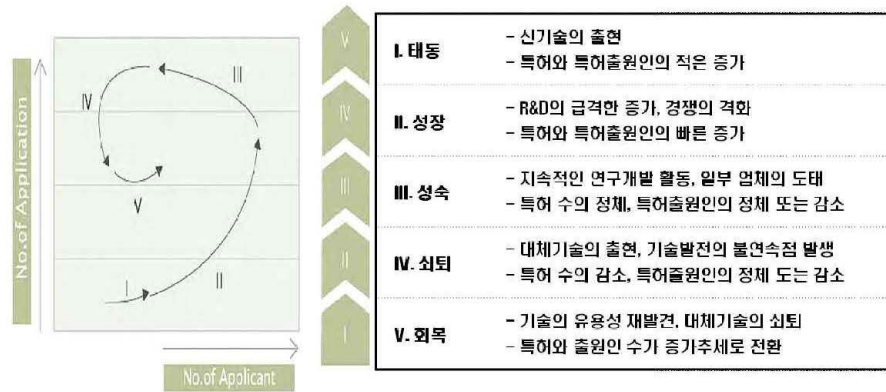 No.of Application
No.of Applicant
I
II
III
IV
V
V
IV
III
II
I
I. 태동
- 신기술의 출현
- 특허와 특허출원인의 적은 증가
II. 성장
- R&D의 급격한 증가, 경쟁의 격화
- 특허와 특허출원인의 빠른 증가
III. 성숙
- 지속적인 연구개발 활동, 일부 업체의 도태
- 특허 수의 정체, 특허출원인의 정체 또는 감소
IV. 쇠퇴
- 대체기술의 출현, 기술발전의 불연속점 발생
- 특허 수의 감소, 특허줄원인의 정체 도는 감소
V. 회목
- 기술의 유용성 재발견, 대체기술의 쇠퇴
- 특허와 출원인 수가 증가추세로 전환